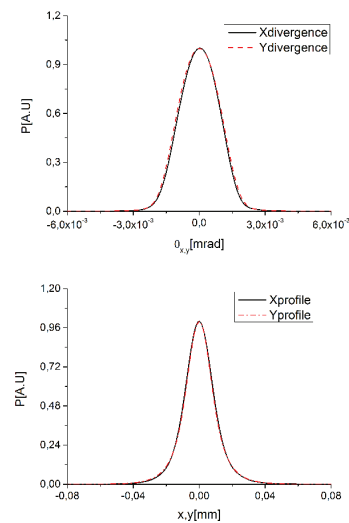 Xdivergence
Ydivergence
1,2
0,9
0,6
0,3
0,0
P[A.U]
-6,0x10⁻³ -3,0x10⁻³ 0,0 3,0x10⁻³ 6,0x10⁻³
θx,y[mrad]
Xprofile
Yprofile
1,20
0,96
0,72
0,48
0,24
0,00
P[A.U]
-0,08 -0,04 0,00 0,04 0,08
x,y[mm]